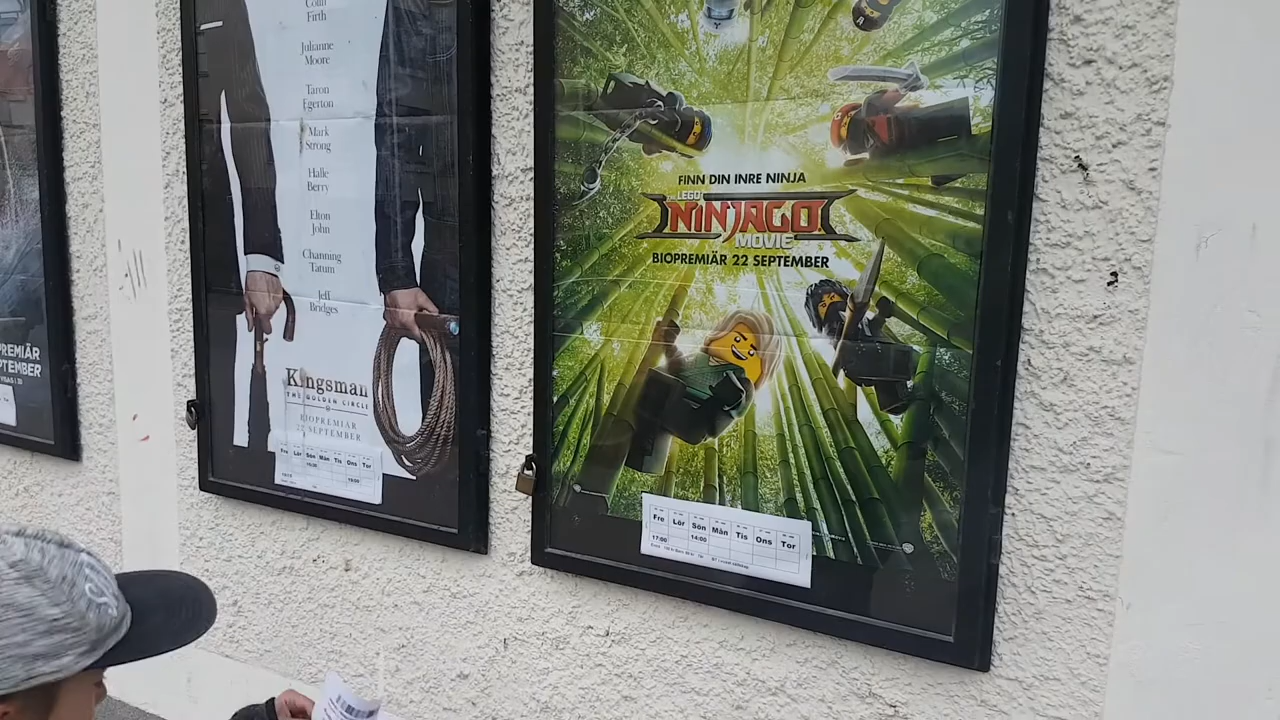 PREMIÄR
PTEMBER
Colin
Firth
Julianne
Moore
Taron
Egerton
Mark
Strong
Halle
Berry
Elton
John
Channing
Tatum
Jeff
Bridges
Kingsman
THE GOLDEN CIRCLE
BIOPREMIÄR
22 SEPTEMBER
Fre Lör Sön Mån Tis Ons Tor
FINN DIN INRE NINJA
THE LEGO
NINJAGO
MOVIE
BIOPREMIÄR 22 SEPTEMBER
Fre Lör Sön Mån Tis Ons Tor
17:00 14:00